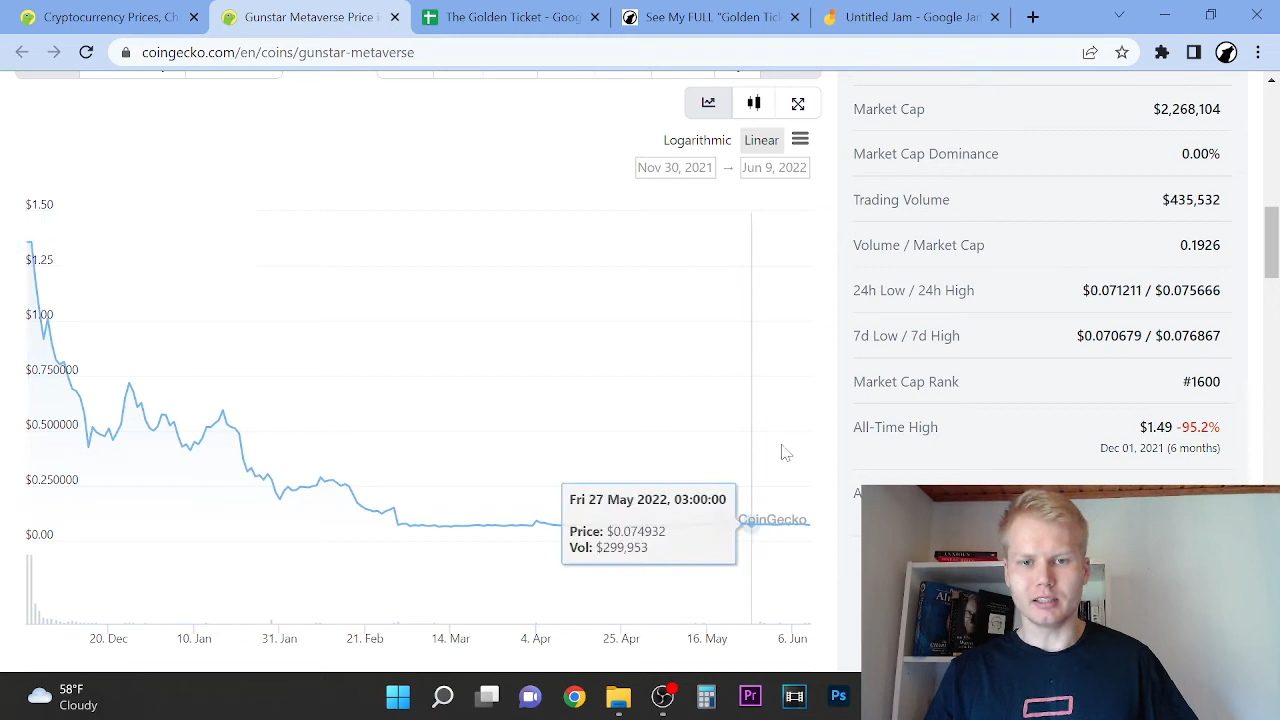 DePocket Prices, Ch
Gunstar Metaverse Price i
The Golden Ticket - Goog
See MY FULL "Golden Tic
Untitled - Golden Jar
coingecko.com/en/coins/gunstar-metaverse
Logarithmic Linear
Nov 30, 2021 → Jun 9, 2022
$1.50
$1.25
$1.00
$0.750000
$0.500000
$0.250000
$0.00
Fri 27 May 2022, 03:00:00
Price: $0.074932
Vol: $299,953
CoinGecko
20. Dec 10. Jan 31. Jan 21. Feb 14. Mar 4. Apr 25. Apr 16. May 6. Jun
Market Cap $2,268,104
Market Cap Dominance 0.00%
Trading Volume $435,532
Volume / Market Cap 0.1926
24h Low / 24h High $0.071211 / $0.075666
7d Low / 7d High $0.070679 / $0.076867
Market Cap Rank #1600
All-Time High $1.49 -95.2%
Dec 01, 2021 (6 months)
ANXIOUS
58°F
Cloudy
Pr
Ps